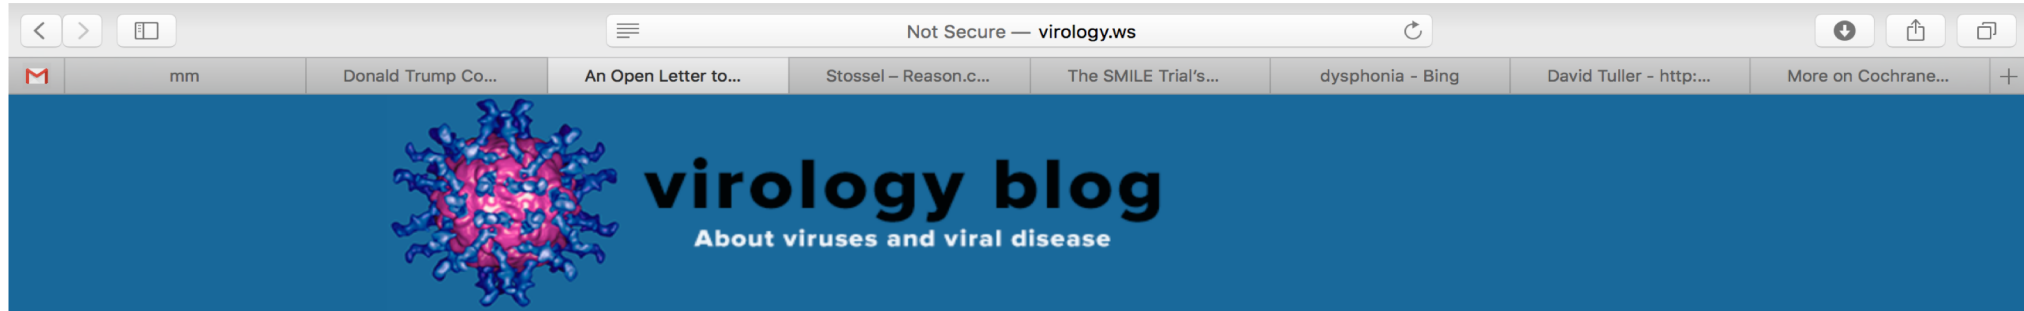 Not Secure — virology.ws
mm
Donald Trump Co...
An Open Letter to...
Stossel – Reason.c...
The SMILE Trial's...
dysphonia - Bing
David Tuller - http:...
More on Cochrane...
virology blog
About viruses and viral disease